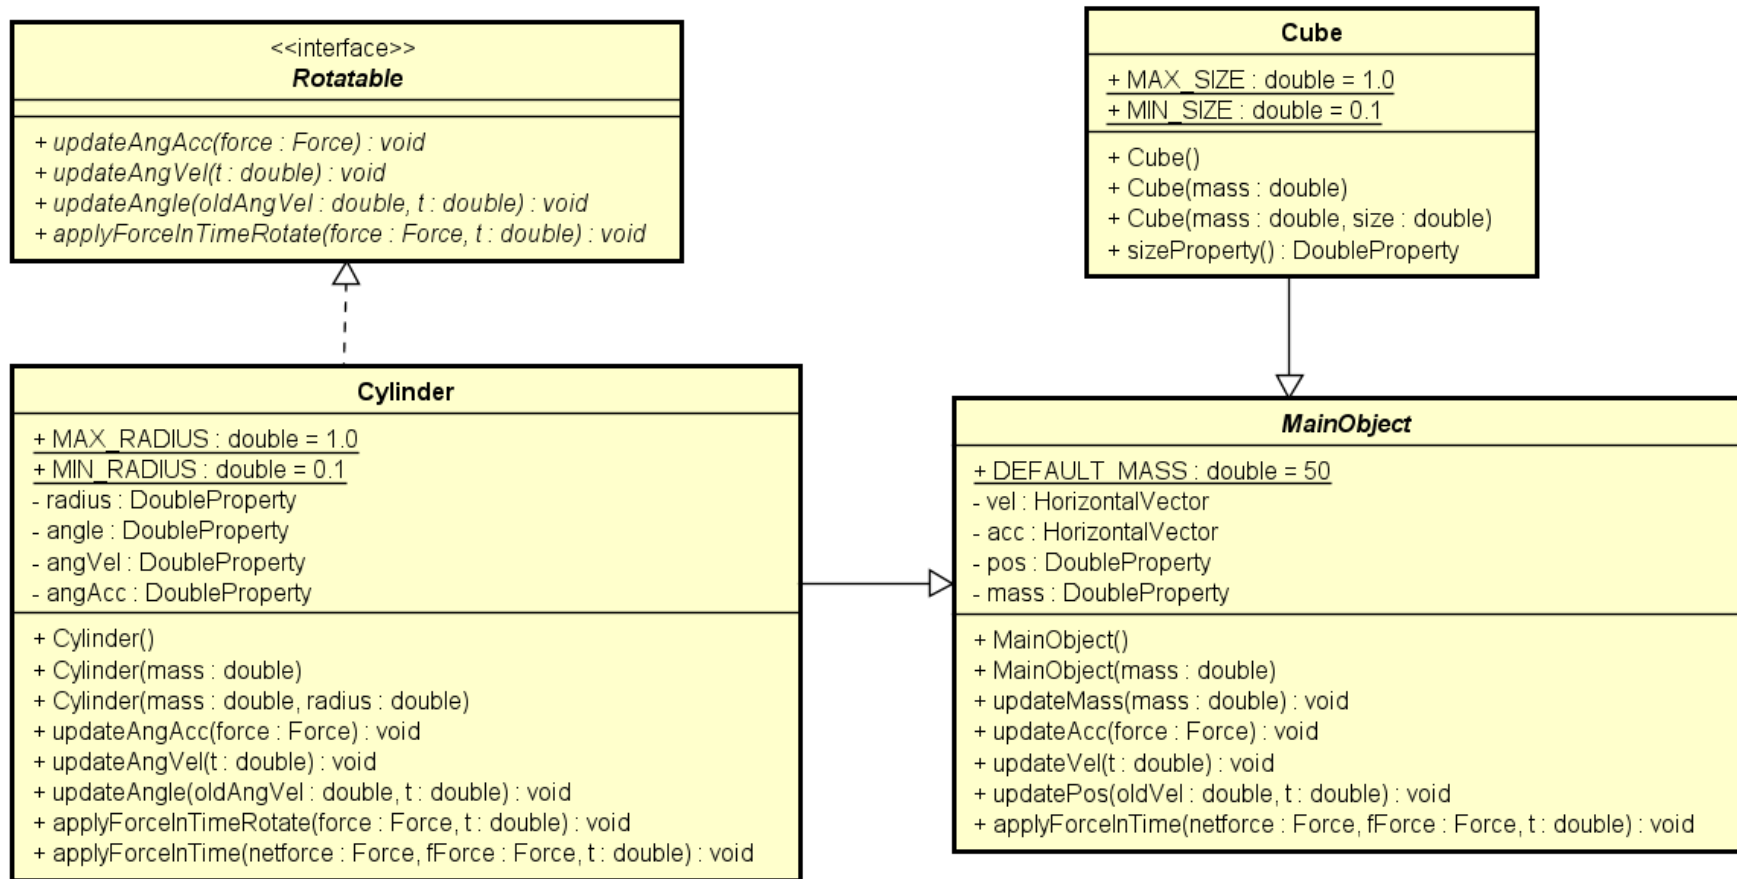 <<interface>>
Rotatable
+ updateAngAcc(force : Force) : void
+ updateAngVel(t : double) : void
+ updateAngle(oldAngVel : double, t : double) : void
+ applyForceInTimeRotate(force : Force, t : double) : void
Cube
+ MAX_SIZE : double = 1.0
+ MIN_SIZE : double = 0.1
+ Cube()
+ Cube(mass : double)
+ Cube(mass : double, size : double)
+ sizeProperty() : DoubleProperty
Cylinder
+ MAX_RADIUS : double = 1.0
+ MIN_RADIUS : double = 0.1
- radius : DoubleProperty
- angle : DoubleProperty
- angVel : DoubleProperty
- angAcc : DoubleProperty
+ Cylinder()
+ Cylinder(mass : double)
+ Cylinder(mass : double, radius : double)
+ updateAngAcc(force : Force) : void
+ updateAngVel(t : double) : void
+ updateAngle(oldAngVel : double, t : double) : void
+ applyForceInTimeRotate(force : Force, t : double) : void
+ applyForceInTime(netforce : Force, fForce : Force, t : double) : void
MainObject
+ DEFAULT_MASS : double = 50
- vel : HorizontalVector
- acc : HorizontalVector
- pos : DoubleProperty
- mass : DoubleProperty
+ MainObject()
+ MainObject(mass : double)
+ updateMass(mass : double) : void
+ updateAcc(force : Force) : void
+ updateVel(t : double) : void
+ updatePos(oldVel : double, t : double) : void
+ applyForceInTime(netforce : Force, fForce : Force, t : double) : void